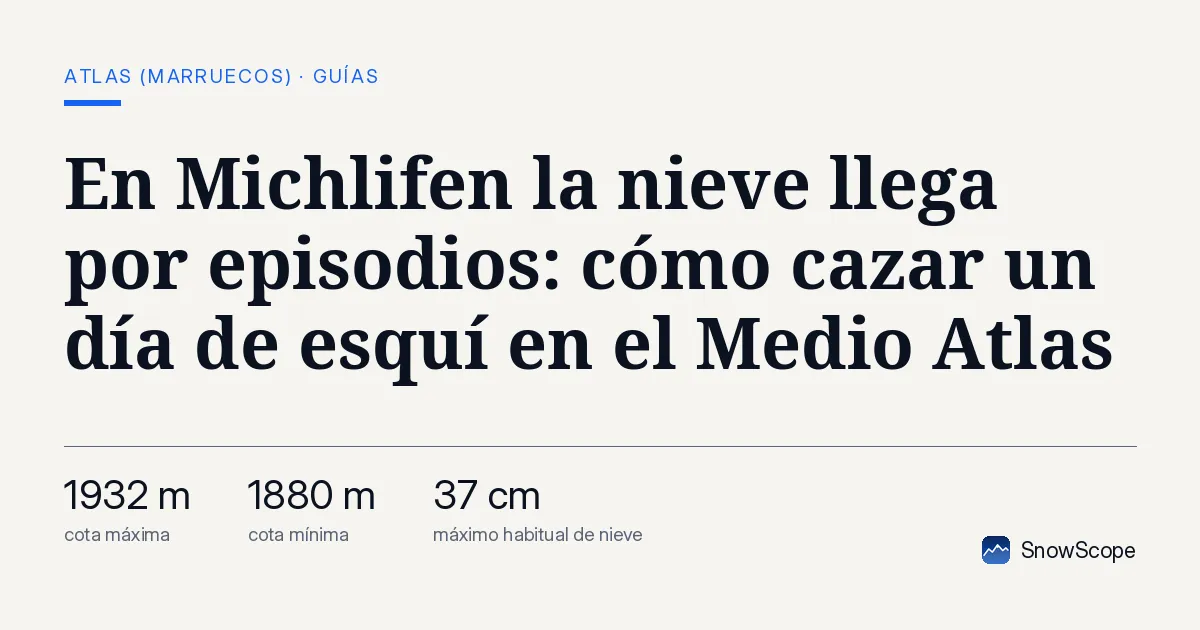 ATLAS (MARRUECOS) · GUÍAS
En Michlifen la nieve llega
por episodios: cómo cazar un
día de esquí en el Medio Atlas
1932 m
cota máxima
1880 m
cota mínima
37 cm
máximo habitual de nieve
SnowScope